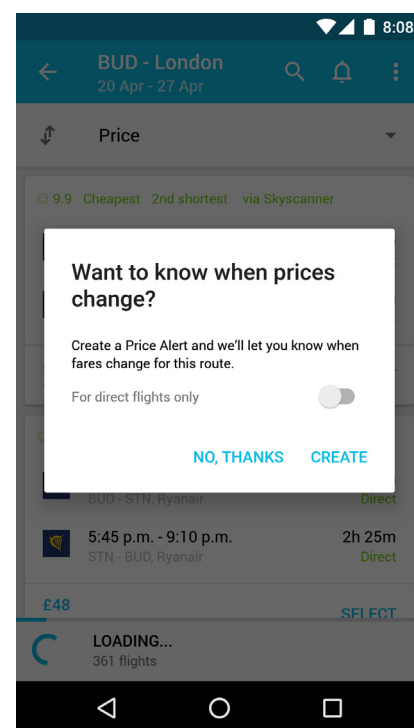 8:08
BUD - London
20 Apr - 27 Apr
Price
9.9 Cheapest 2nd shortest via Skyscanner
Want to know when prices
change?
Create a Price Alert and we'll let you know when
fares change for this route.
For direct flights only
NO, THANKS CREATE
BUD - STN, Ryanair Direct
5:45 p.m. - 9:10 p.m. 2h 25m
STN - BUD, Ryanair Direct
£48
SELECT
LOADING...
361 flights